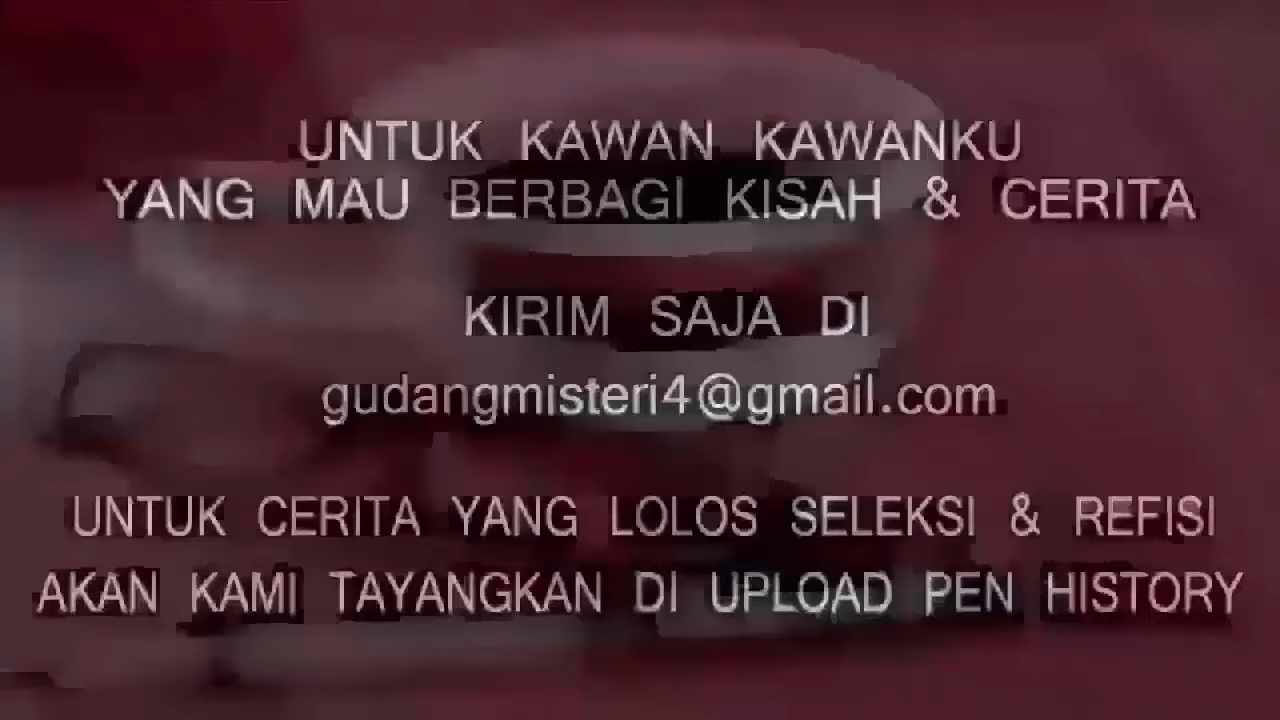 UNTUK KAWAN KAWANKU
YANG MAU BERBAGI KISAH & CERITA
KIRIM SAJA DI
gudangmisteri4@gmail.com
UNTUK CERITA YANG LOLOS SELEKSI & REFISI
AKAN KAMI TAYANGKAN DI UPLOAD PEN HISTORY